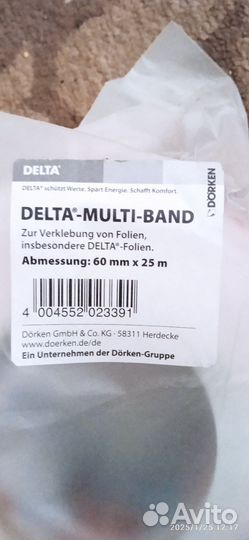 DELTA®
DELTA® schützt Werte. Spart Energie. Schafft Komfort.
DÖRKEN
DELTA®-MULTI-BAND
Zur Verklebung von Folien,
insbesondere DELTA®-Folien.
Abmessung: 60 mm x 25 m
4 004552 023391
Dörken GmbH & Co. KG · 58311 Herdecke
www.doerken.de/de
Ein Unternehmen der Dörken-Gruppe
Avito
2025/1/25 12:17